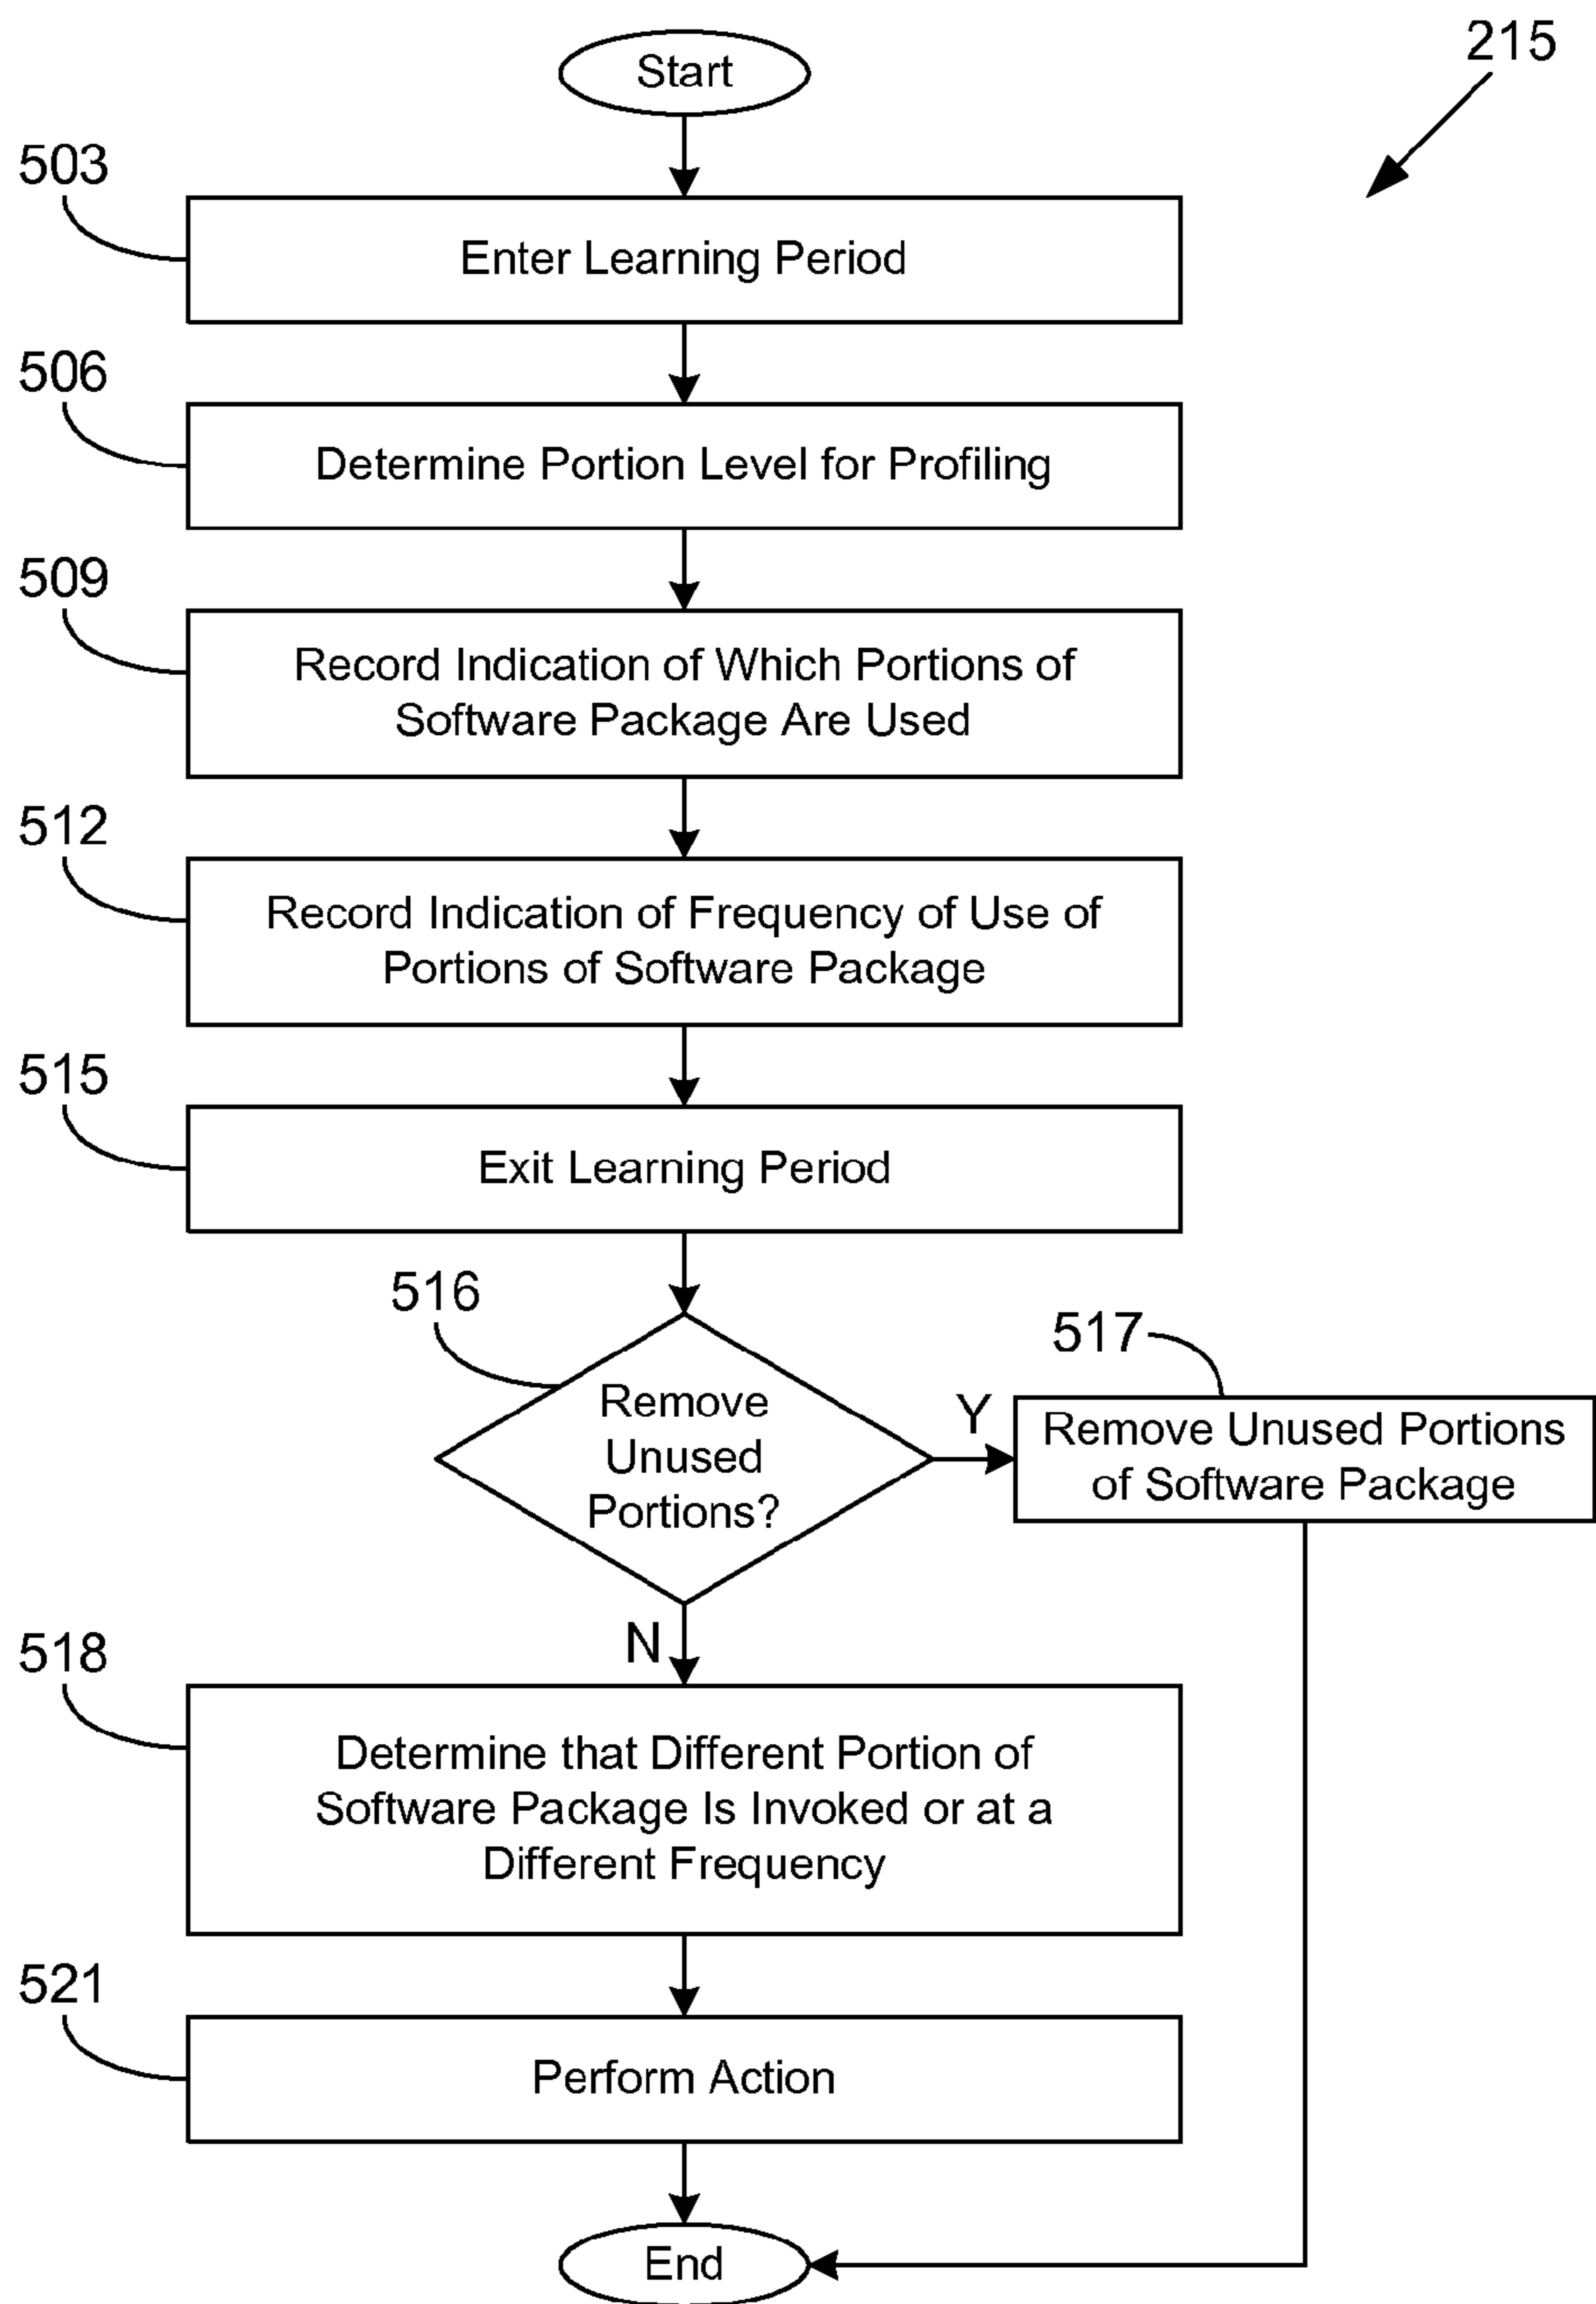 Start
215
503
Enter Learning Period
506
Determine Portion Level for Profiling
509
Record Indication of Which Portions of
Software Package Are Used
512
Record Indication of Frequency of Use of
Portions of Software Package
515
Exit Learning Period
516
Remove
Unused
Portions?
Y
517
Remove Unused Portions
of Software Package
N
518
Determine that Different Portion of
Software Package Is Invoked or at a
Different Frequency
521
Perform Action
End